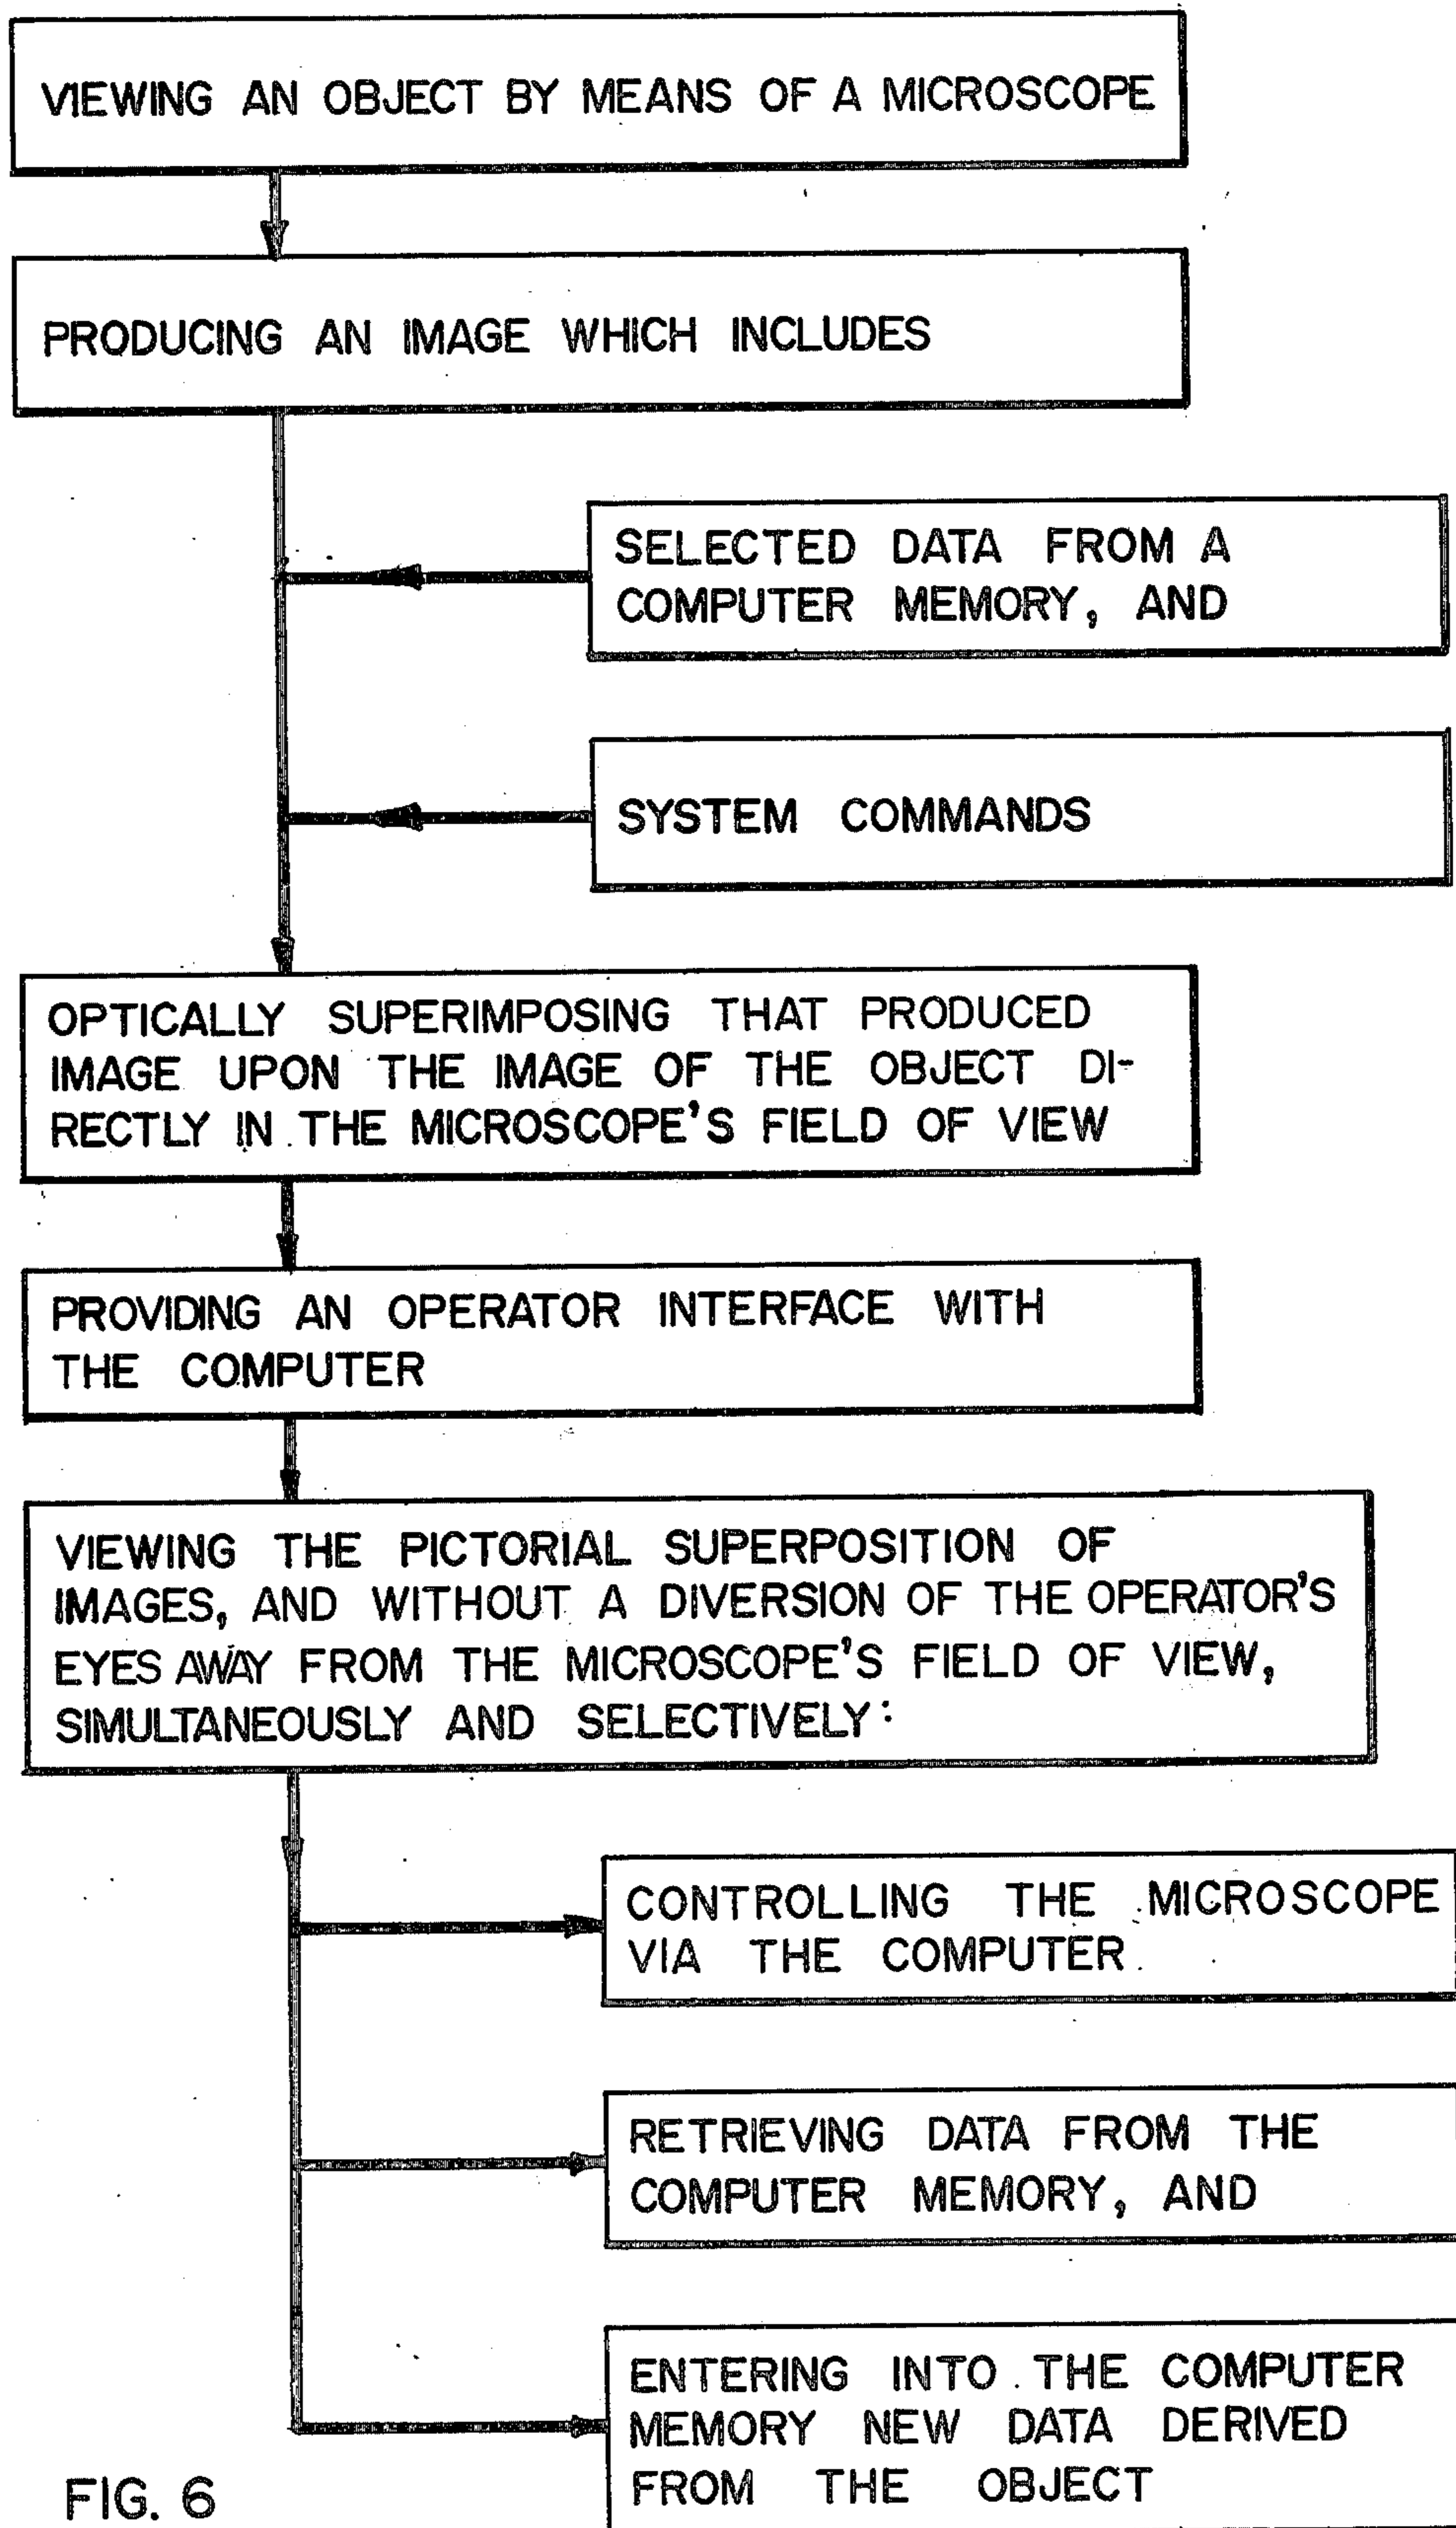 VIEWING AN OBJECT BY MEANS OF A MICROSCOPE
PRODUCING AN IMAGE WHICH INCLUDES
SELECTED DATA FROM A
COMPUTER MEMORY, AND
SYSTEM COMMANDS
OPTICALLY SUPERIMPOSING THAT PRODUCED
IMAGE UPON THE IMAGE OF THE OBJECT DI-
RECTLY IN THE MICROSCOPE'S FIELD OF VIEW
PROVIDING AN OPERATOR INTERFACE WITH
THE COMPUTER
VIEWING THE PICTORIAL SUPERPOSITION OF
IMAGES, AND WITHOUT A DIVERSION OF THE OPERATOR'S
EYES AWAY FROM THE MICROSCOPE'S FIELD OF VIEW,
SIMULTANEOUSLY AND SELECTIVELY:
CONTROLLING THE MICROSCOPE
VIA THE COMPUTER
RETRIEVING DATA FROM THE
COMPUTER MEMORY, AND
ENTERING INTO THE COMPUTER
MEMORY NEW DATA DERIVED
FROM THE OBJECT
FIG. 6